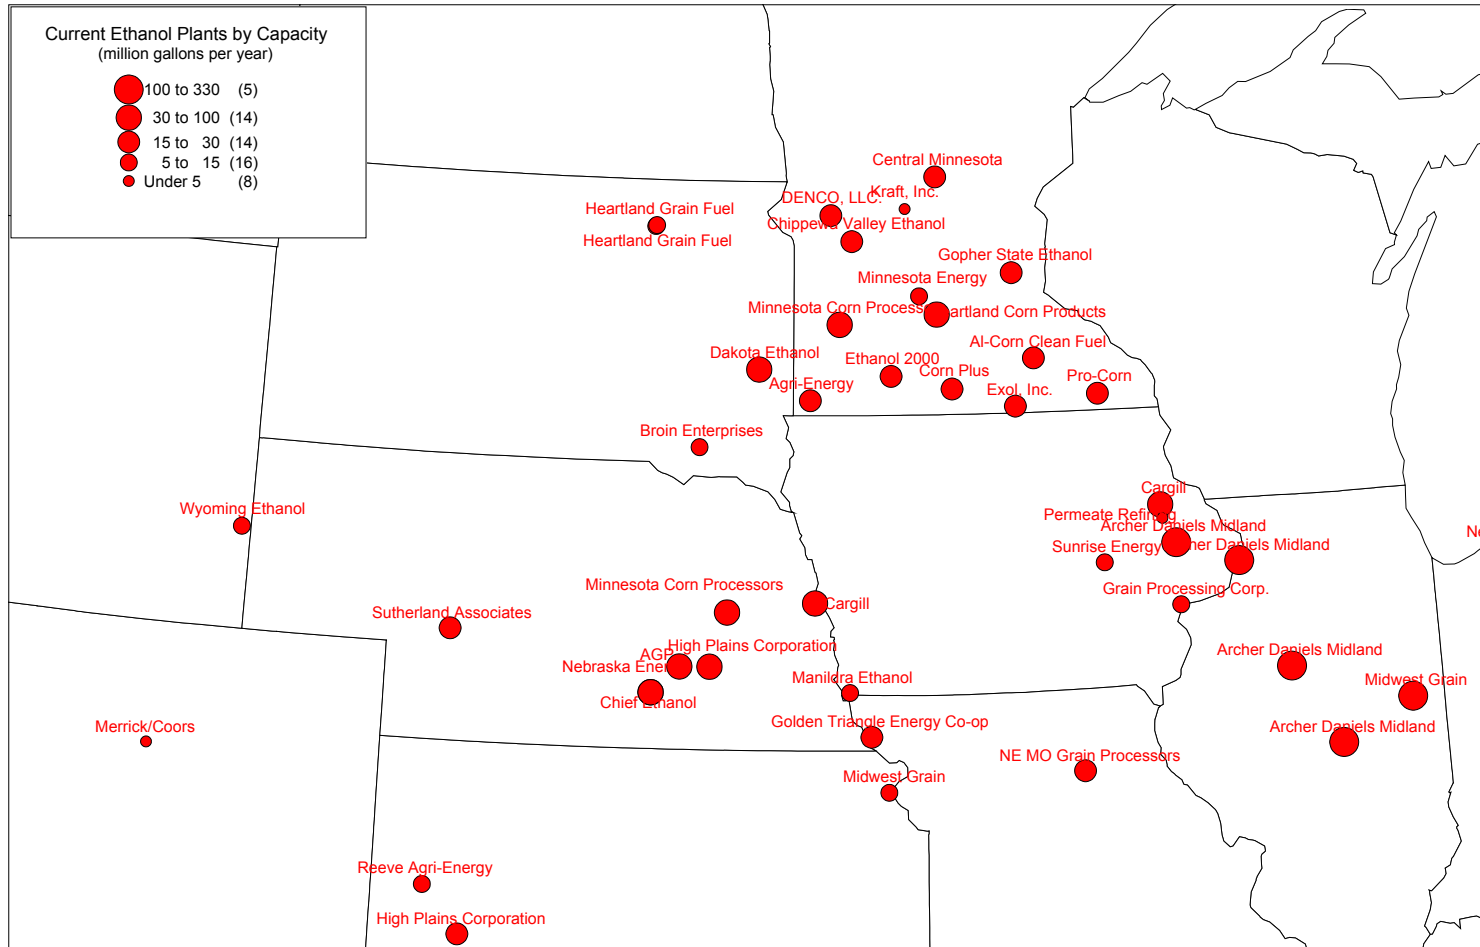 Current Ethanol Plants by Capacity
(million gallons per year)
100 to 330 (5)
30 to 100 (14)
15 to 30 (14)
5 to 15 (16)
Under 5 (8)
Central Minnesota
Kraft, Inc.
DENCO, LLC.
Heartland Grain Fuel
Chippewa Valley Ethanol
Heartland Grain Fuel
Gopher State Ethanol
Minnesota Energy
Minnesota Corn Process
artland Corn Products
Al-Corn Clean Fuel
Dakota Ethanol
Ethanol 2000
Corn Plus
Pro-Corn
Agri-Energy
Exol, Inc.
Broin Enterprises
Cargill
Wyoming Ethanol
Permeate Refining
Archer Daniels Midland
Sunrise Energy
er Daniels Midland
Grain Processing Corp.
Minnesota Corn Processors
Cargill
Sutherland Associates
High Plains Corporation
AGP
Nebraska Ener
Archer Daniels Midland
Manildra Ethanol
Midwest Grain
Chief Ethanol
Golden Triangle Energy Co-op
Merrick/Coors
Archer Daniels Midland
NE MO Grain Processors
Midwest Grain
Reeve Agri-Energy
High Plains Corporation